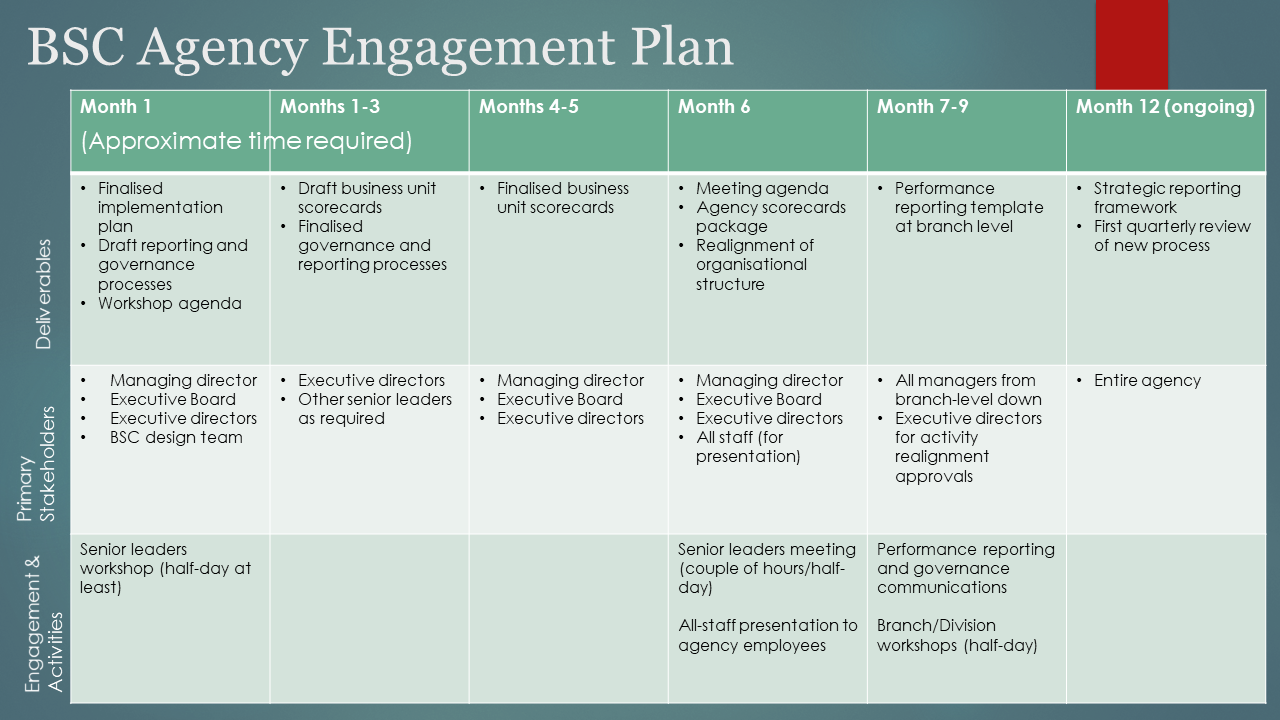 BSC Agency Engagement Plan
Month 1
Months 1-3
Months 4-5
Month 6
Month 7-9
Month 12 (ongoing)
(Approximate time required)
Deliverables
• Finalised
implementation
plan
• Draft reporting and
governance
processes
• Workshop agenda
• Draft business unit
scorecards
• Finalised
governance and
reporting processes
• Finalised business
unit scorecards
• Meeting agenda
• Agency scorecards
package
• Realignment of
organisational
structure
• Performance
reporting template
at branch level
• Strategic reporting
framework
• First quarterly review
of new process
Primary
Stakeholders
• Managing director
• Executive Board
• Executive directors
• BSC design team
• Executive directors
• Other senior leaders
as required
• Managing director
• Executive Board
• Executive directors
• Managing director
• Executive Board
• Executive directors
• All staff (for
presentation)
• All managers from
branch-level down
• Executive directors
for activity
realignment
approvals
• Entire agency
Engagement &
Activities
Senior leaders
workshop (half-day at
least)
Senior leaders meeting
(couple of hours/half-
day)
All-staff presentation to
agency employees
Performance reporting
and governance
communications
Branch/Division
workshops (half-day)